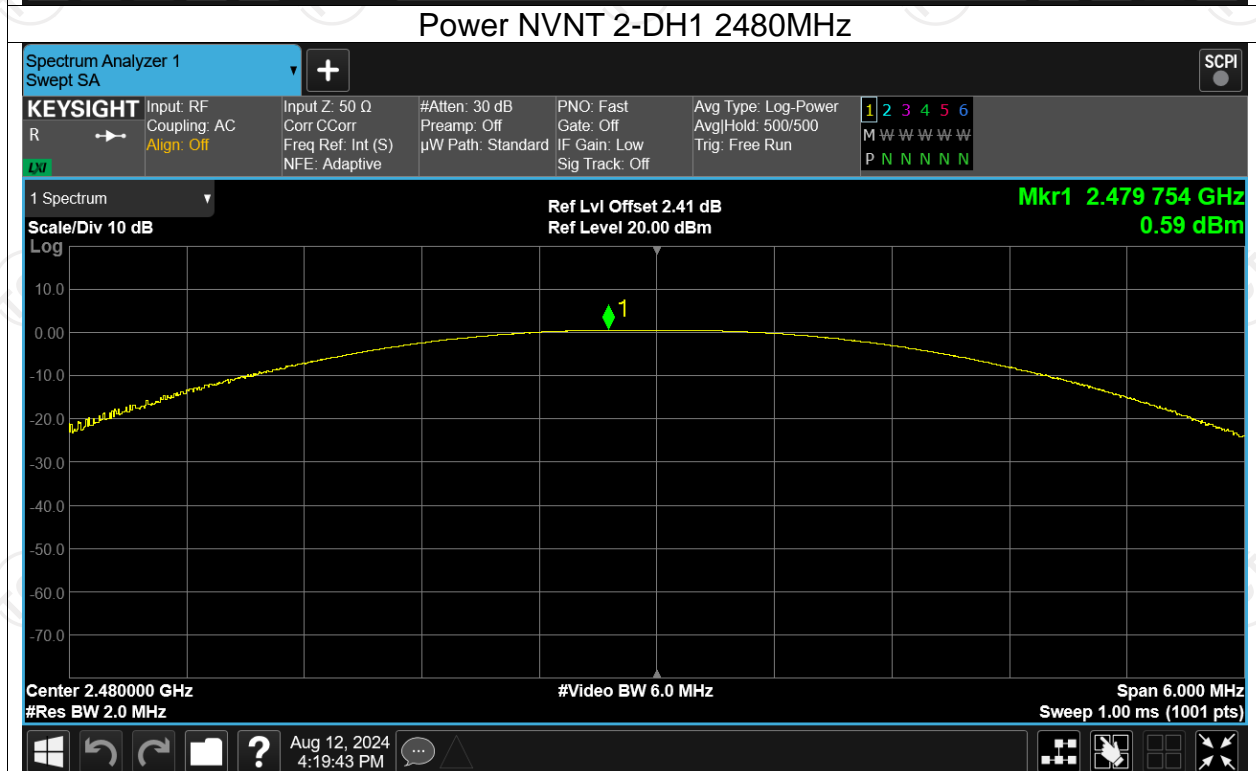 Power NVNT 2-DH1 2480MHz
Spectrum Analyzer 1
Swept SA
SCPI
KEYSIGHT
R
LXI
Input: RF
Coupling: AC
Align: Off
Input Z: 50 Ω
Corr CCorr
Freq Ref: Int (S)
NFE: Adaptive
#Atten: 30 dB
Preamp: Off
µW Path: Standard
PNO: Fast
Gate: Off
IF Gain: Low
Sig Track: Off
Avg Type: Log-Power
Avg|Hold: 500/500
Trig: Free Run
1 2 3 4 5 6
M W W W W W
P N N N N N
1 Spectrum
Scale/Div 10 dB
Ref Lvl Offset 2.41 dB
Ref Level 20.00 dBm
Mkr1 2.479 754 GHz
0.59 dBm
Log
10.0
0.00
-10.0
-20.0
-30.0
-40.0
-50.0
-60.0
-70.0
1
Center 2.480000 GHz
#Res BW 2.0 MHz
#Video BW 6.0 MHz
Span 6.000 MHz
Sweep 1.00 ms (1001 pts)
?
Aug 12, 2024
4:19:43 PM